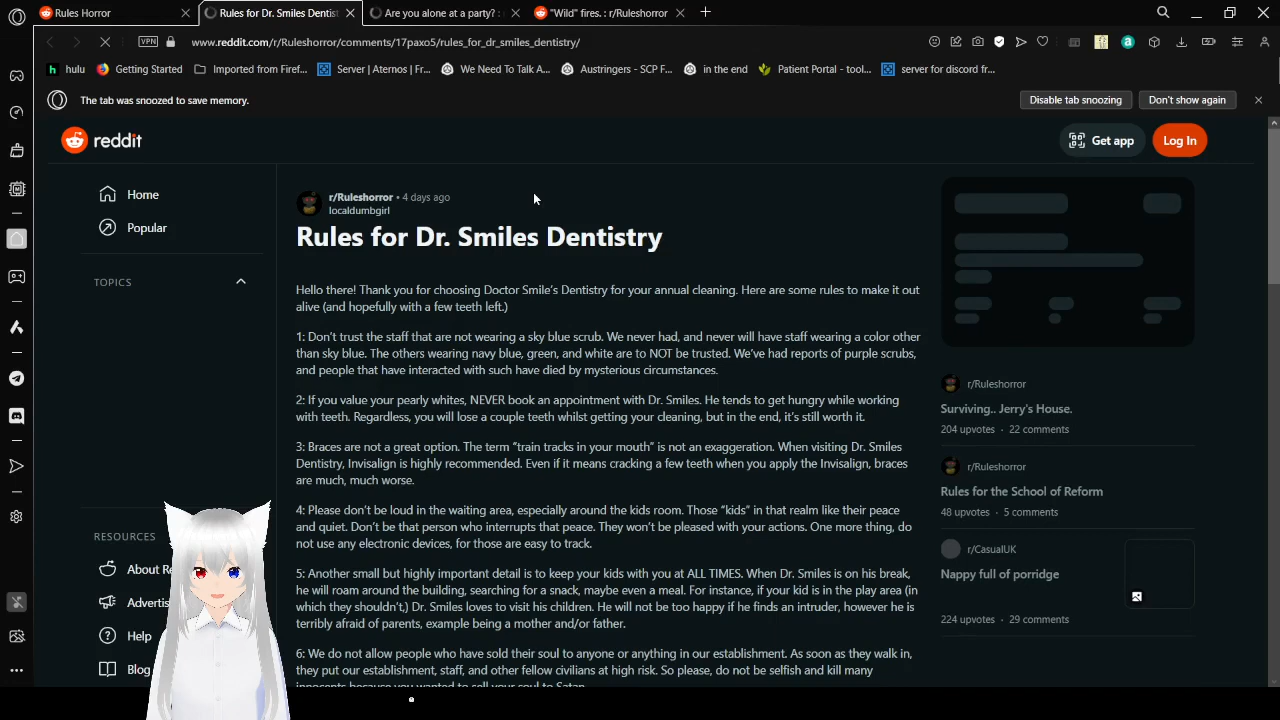 Rules Horror
Rules for Dr. Smiles Dentist
Are you alone at a party? :
"Wild" fires. : r/Ruleshorror
VPN
www.reddit.com/r/Ruleshorror/comments/17paxo5/rules_for_dr_smiles_dentistry/
hulu
Getting Started
Imported from Firef...
Server | Aternos | Fr...
We Need To Talk A...
Austringers - SCP F...
in the end
Patient Portal - tool...
server for discord fr...
The tab was snoozed to save memory.
Disable tab snoozing
Don't show again
reddit
Get app
Log In
Home
Popular
TOPICS
RESOURCES
About Re
Advertis
Help
Blog
r/Ruleshorror • 4 days ago
localdumbgirl
Rules for Dr. Smiles Dentistry
Hello there! Thank you for choosing Doctor Smile's Dentistry for your annual cleaning. Here are some rules to make it out
alive (and hopefully with a few teeth left.)
1: Don't trust the staff that are not wearing a sky blue scrub. We never had, and never will have staff wearing a color other
than sky blue. The others wearing navy blue, green, and white are to NOT be trusted. We've had reports of purple scrubs,
and people that have interacted with such have died by mysterious circumstances.
2: If you value your pearly whites, NEVER book an appointment with Dr. Smiles. He tends to get hungry while working
with teeth. Regardless, you will lose a couple teeth whilst getting your cleaning, but in the end, it's still worth it.
3: Braces are not a great option. The term "train tracks in your mouth" is not an exaggeration. When visiting Dr. Smiles
Dentistry, Invisalign is highly recommended. Even if it means cracking a few teeth when you apply the Invisalign, braces
are much, much worse.
4: Please don't be loud in the waiting area, especially around the kids room. Those "kids" in that realm like their peace
and quiet. Don't be that person who interrupts that peace. They won't be pleased with your actions. One more thing, do
not use any electronic devices, for those are easy to track.
5: Another small but highly important detail is to keep your kids with you at ALL TIMES. When Dr. Smiles is on his break,
he will roam around the building, searching for a snack, maybe even a meal. For instance, if your kid is in the play area (in
which they shouldn't,) Dr. Smiles loves to visit his children. He will not be too happy if he finds an intruder, however he is
terribly afraid of parents, example being a mother and/or father.
6: We do not allow people who have sold their soul to anyone or anything in our establishment. As soon as they walk in,
they put our establishment, staff, and other fellow civilians at high risk. So please, do not be selfish and kill many
innocents because you wanted to sell your soul to Satan.
r/Ruleshorror
Surviving.. Jerry's House.
204 upvotes · 22 comments
r/Ruleshorror
Rules for the School of Reform
48 upvotes · 5 comments
r/CasualUK
Nappy full of porridge
224 upvotes · 29 comments